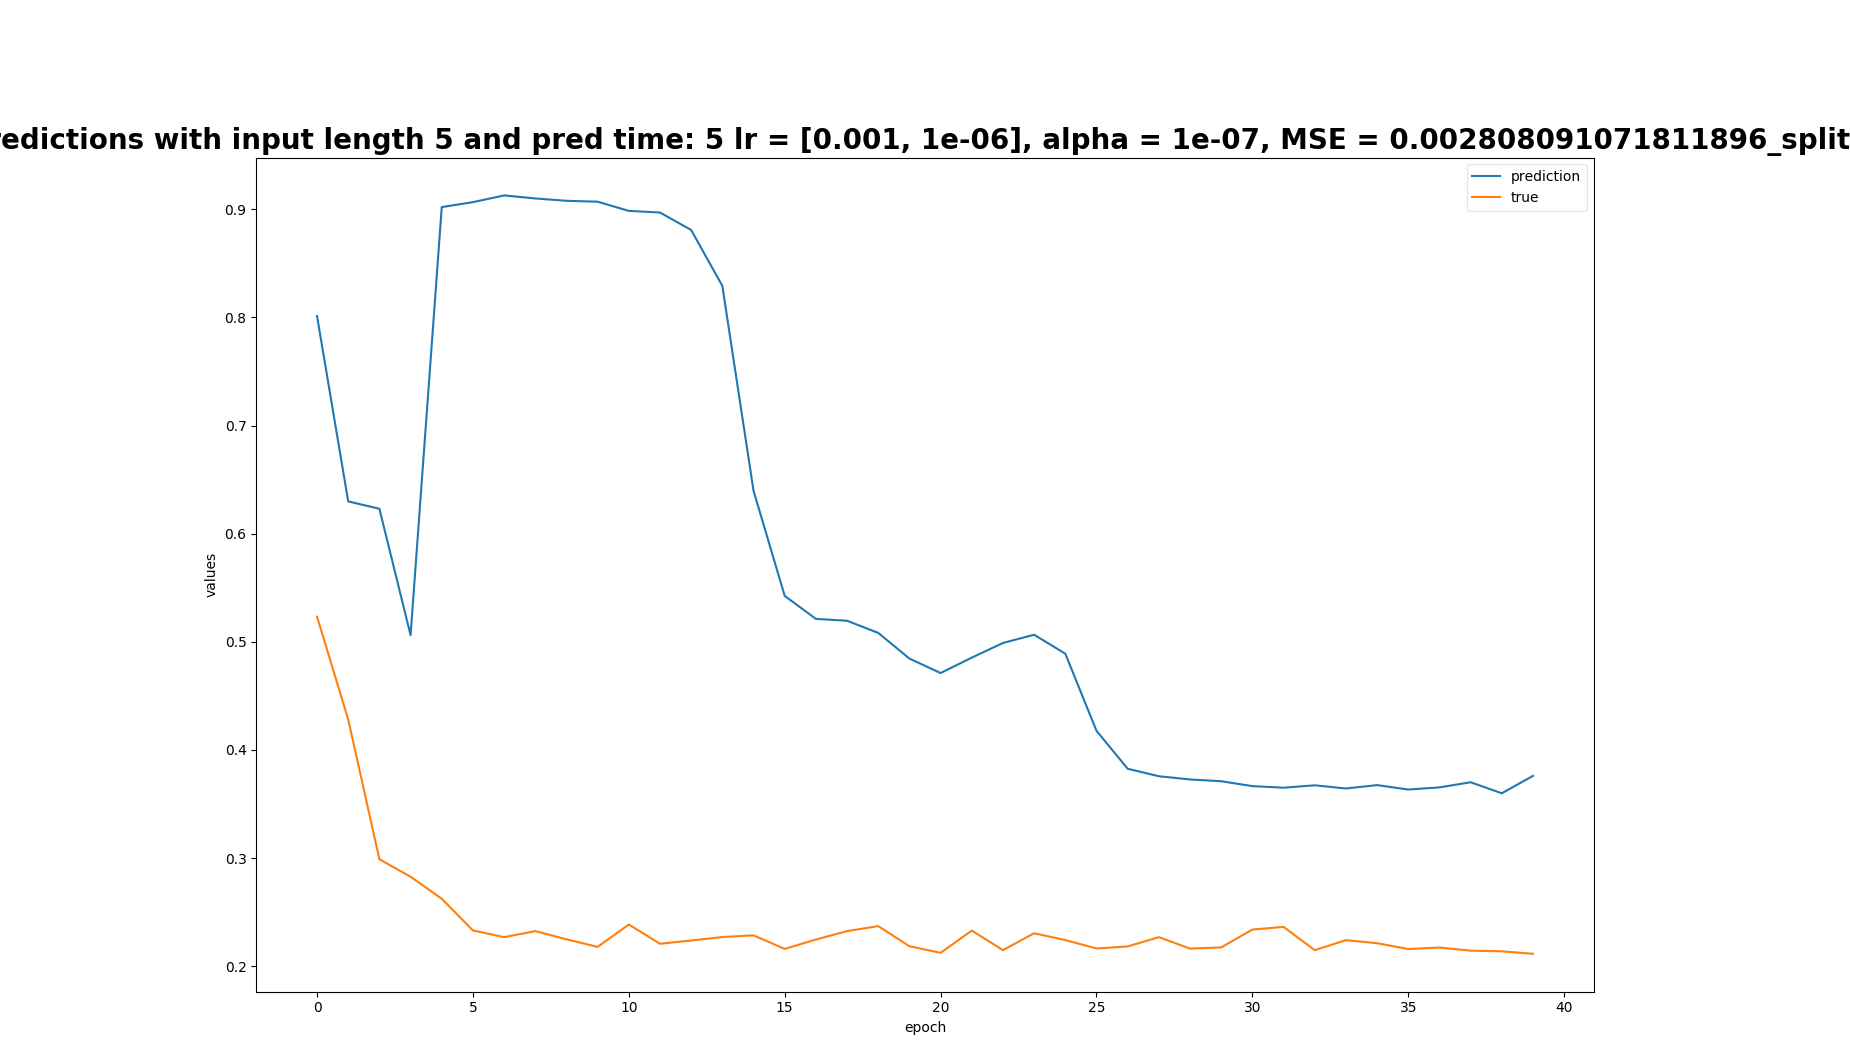 redictions with input length 5 and pred time: 5 lr = [0.001, 1e-06], alpha = 1e-07, MSE = 0.002808091071811896_split
prediction
true
0.9
0.8
0.7
0.6
0.5
0.4
0.3
0.2
values
0 5 10 15 20 25 30 35 40
epoch